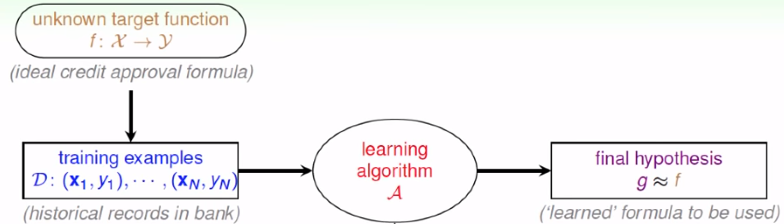 unknown target function
f: 𝒳 → 𝒴
(ideal credit approval formula)
training examples
𝒟: (x₁, y₁), ⋯, (x_N, y_N)
(historical records in bank)
learning
algorithm
𝒜
final hypothesis
g ≈ f
('learned' formula to be used)